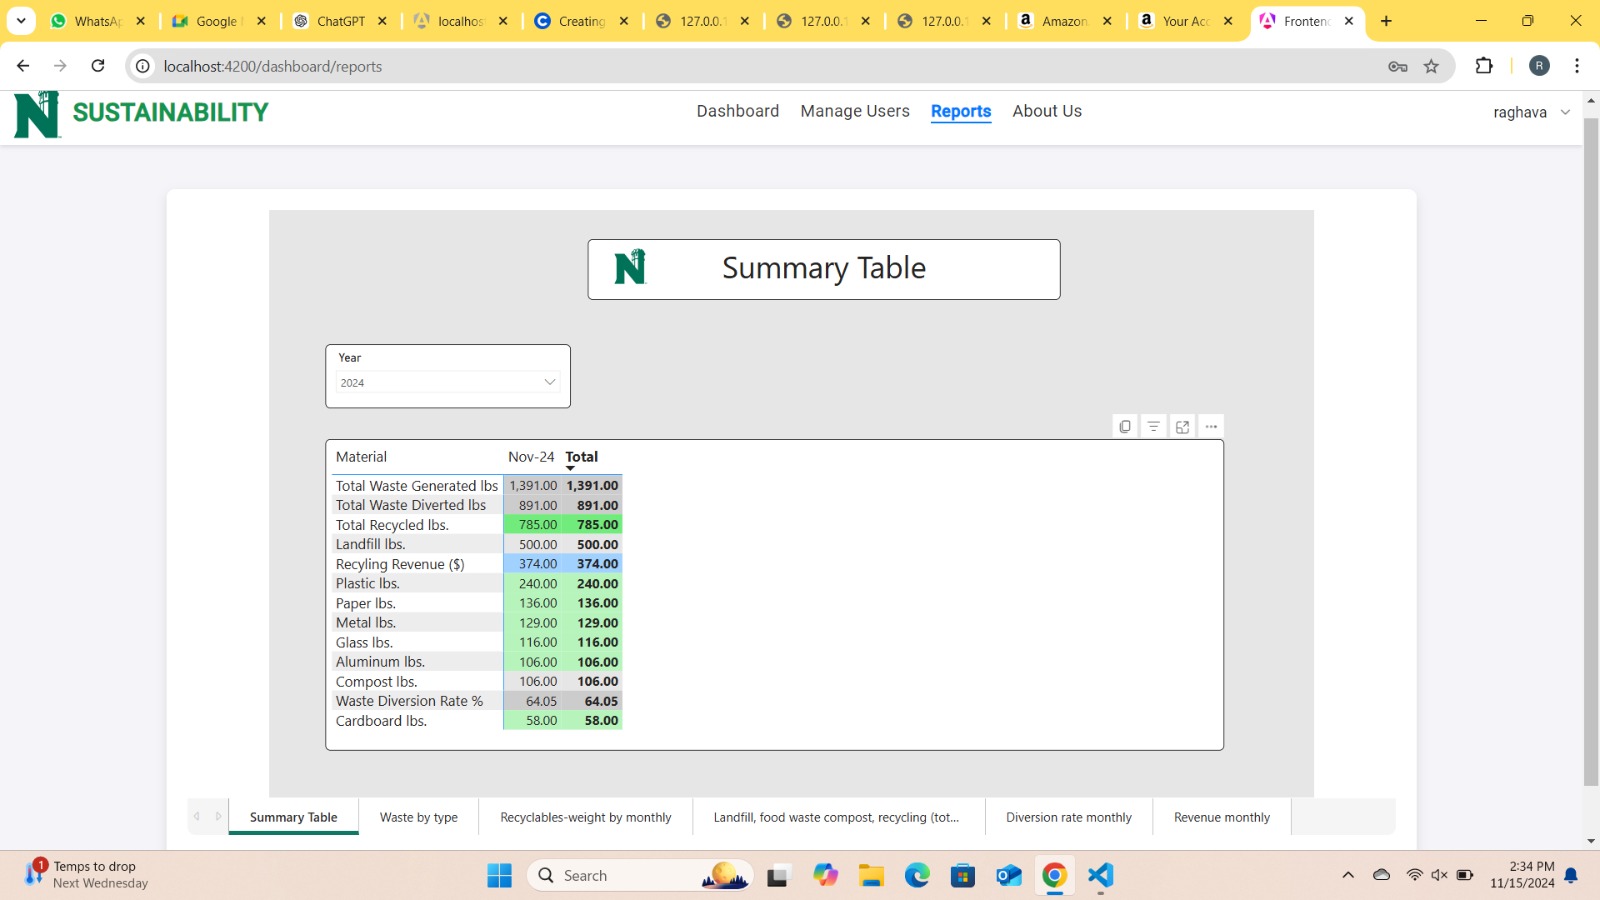 WhatsAp
Google
ChatGPT
localhos
Creating
127.0.0.
127.0.0.
127.0.0.
Amazon
Your Acc
Frontend
localhost:4200/dashboard/reports
R
N SUSTAINABILITY
Dashboard
Manage Users
Reports
About Us
raghava
N Summary Table
Year
2024
Material Nov-24 Total
Total Waste Generated lbs 1,391.00 1,391.00
Total Waste Diverted lbs 891.00 891.00
Total Recycled lbs. 785.00 785.00
Landfill lbs. 500.00 500.00
Recyling Revenue ($) 374.00 374.00
Plastic lbs. 240.00 240.00
Paper lbs. 136.00 136.00
Metal lbs. 129.00 129.00
Glass lbs. 116.00 116.00
Aluminum lbs. 106.00 106.00
Compost lbs. 106.00 106.00
Waste Diversion Rate % 64.05 64.05
Cardboard lbs. 58.00 58.00
Summary Table
Waste by type
Recyclables-weight by monthly
Landfill, food waste compost, recycling (tot...
Diversion rate monthly
Revenue monthly
1
Temps to drop
Next Wednesday
Search
2:34 PM
11/15/2024